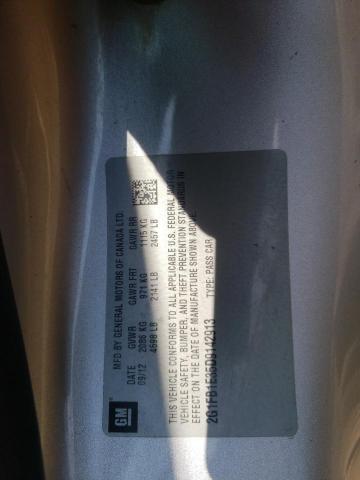 GM
MFD BY GENERAL MOTORS OF CANADA LTD.
DATE GVWR GAWR FRT GAWR RR
09/12 2086 KG 971 KG 1115 KG
4598 LB 2141 LB 2457 LB
THIS VEHICLE CONFORMS TO ALL APPLICABLE U.S. FEDERAL MOTOR
VEHICLE SAFETY, BUMPER, AND THEFT PREVENTION STANDARDS IN
EFFECT ON THE DATE OF MANUFACTURE SHOWN ABOVE.
2G1FB1E35D9142913 TYPE: PASS CAR